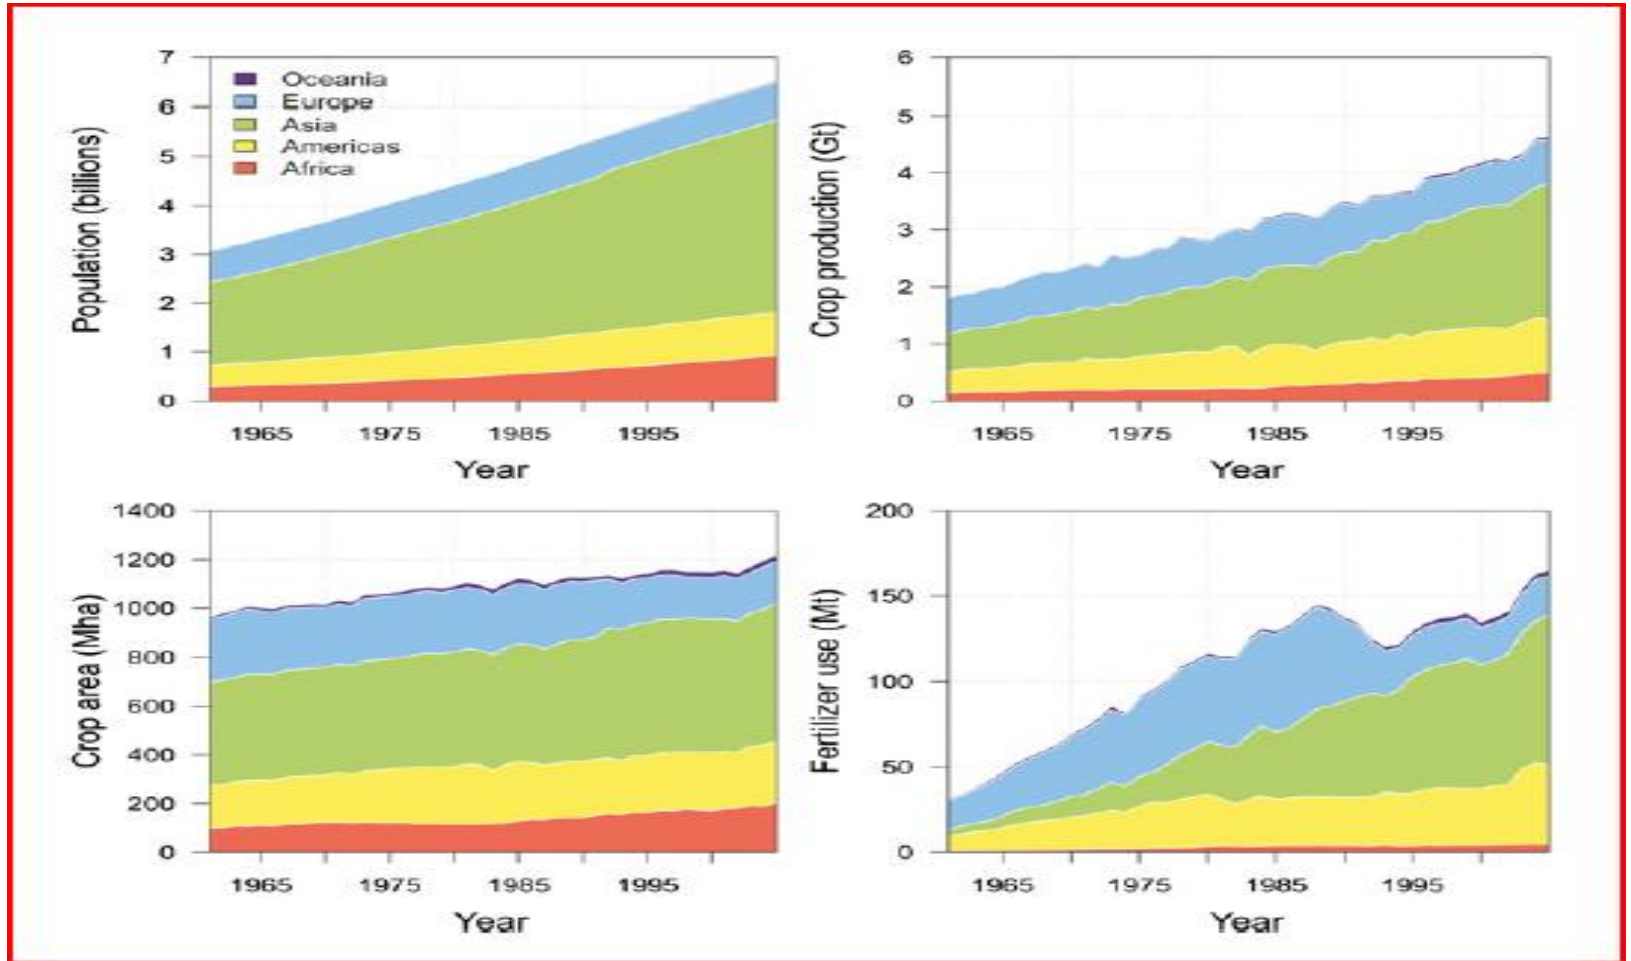 Population (billions)
7
6
5
4
3
2
1
0
Oceania
Europe
Asia
Americas
Africa
1965 1975 1985 1995
Year
Crop production (Gt)
6
5
4
3
2
1
0
1965 1975 1985 1995
Year
Crop area (Mha)
1400
1200
1000
800
600
400
200
0
1965 1975 1985 1995
Year
Fertilizer use (Mt)
200
150
100
50
0
1965 1975 1985 1995
Year